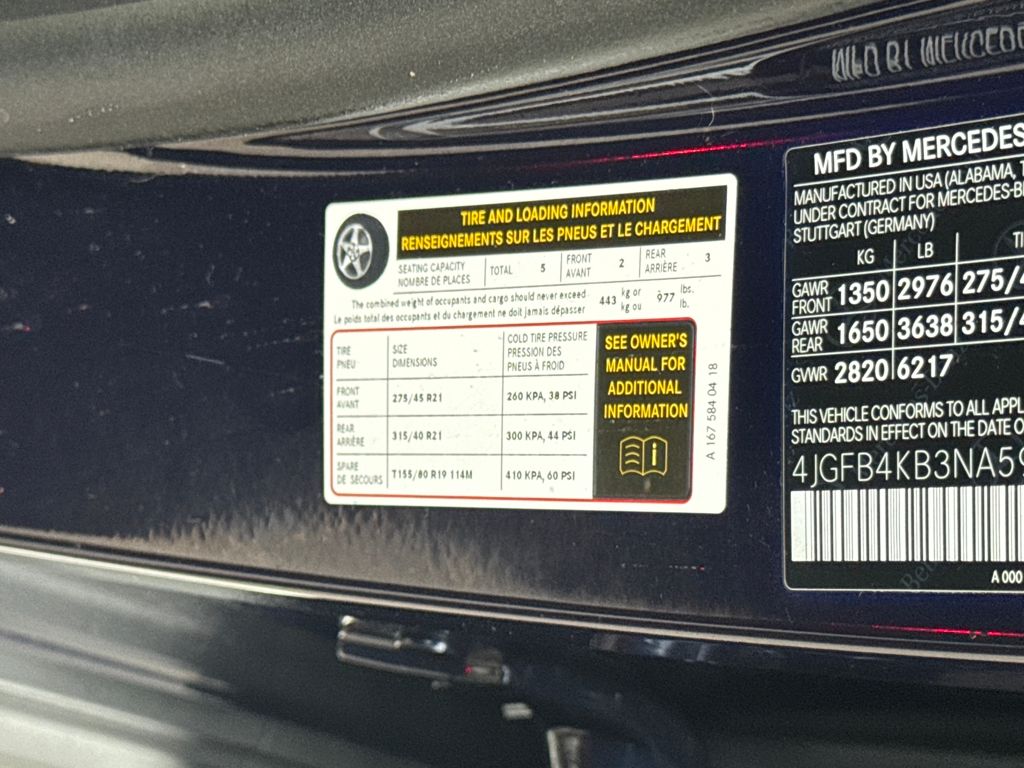 TIRE AND LOADING INFORMATION
RENSEIGNEMENTS SUR LES PNEUS ET LE CHARGEMENT
SEATING CAPACITY
NOMBRE DE PLACES
TOTAL 5
FRONT
AVANT
2
REAR
ARRIÈRE
3
The combined weight of occupants and cargo should never exceed
Le poids total des occupants et du chargement ne doit jamais dépasser
443 kg or
kg ou
977 lbs.
lb.
TIRE
PNEU
SIZE
DIMENSIONS
COLD TIRE PRESSURE
PRESSION DES
PNEUS À FROID
FRONT
AVANT
275/45 R21
260 KPA, 38 PSI
REAR
ARRIÈRE
315/40 R21
300 KPA, 44 PSI
SPARE
DE SECOURS
T155/80 R19 114M
410 KPA, 60 PSI
SEE OWNER'S
MANUAL FOR
ADDITIONAL
INFORMATION
A 167 584 04 18
MFD BY MERCEDES
MANUFACTURED IN USA (ALABAMA,
UNDER CONTRACT FOR MERCEDES-B
STUTTGART (GERMANY)
KG LB
GAWR
FRONT
1350 2976 275/4
GAWR
REAR
1650 3638 315/4
GVWR 2820 6217
THIS VEHICLE CONFORMS TO ALL APPL
STANDARDS IN EFFECT ON THE DATE O
4JGFB4KB3NA59
A 000